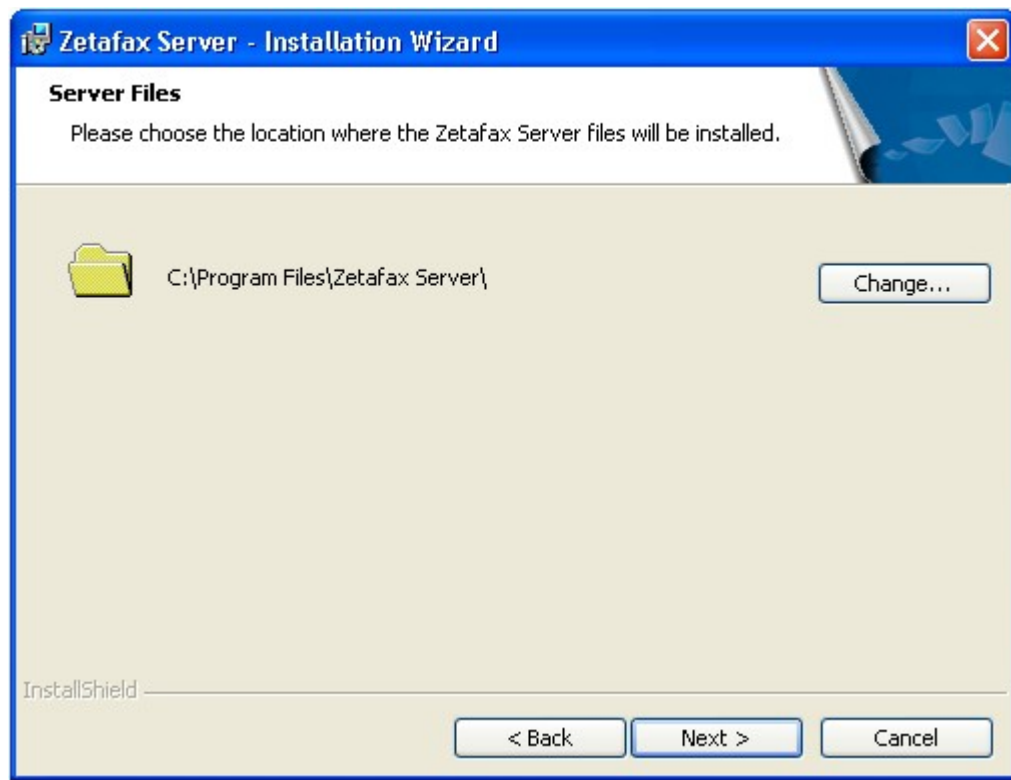 Zetafax Server - Installation Wizard
Server Files
Please choose the location where the Zetafax Server files will be installed.
C:\Program Files\Zetafax Server\
Change...
InstallShield
< Back
Next >
Cancel